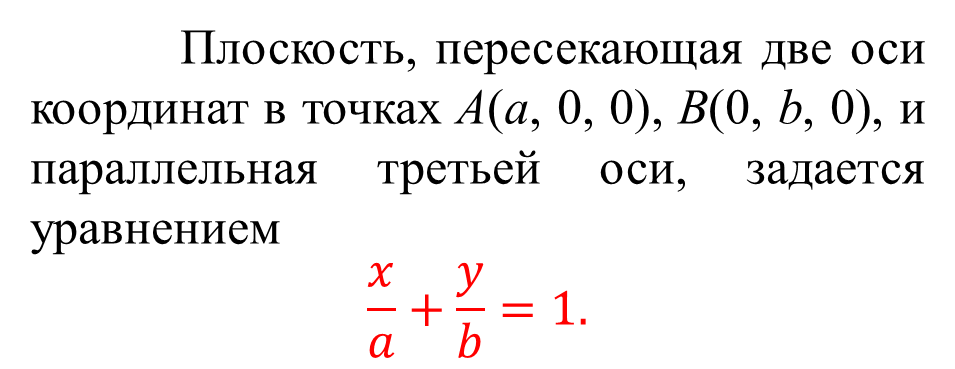 Плоскость, пересекающая две оси
координат в точках A(a, 0, 0), B(0, b, 0), и
параллельная третьей оси, задается
уравнением
x/a + y/b = 1.